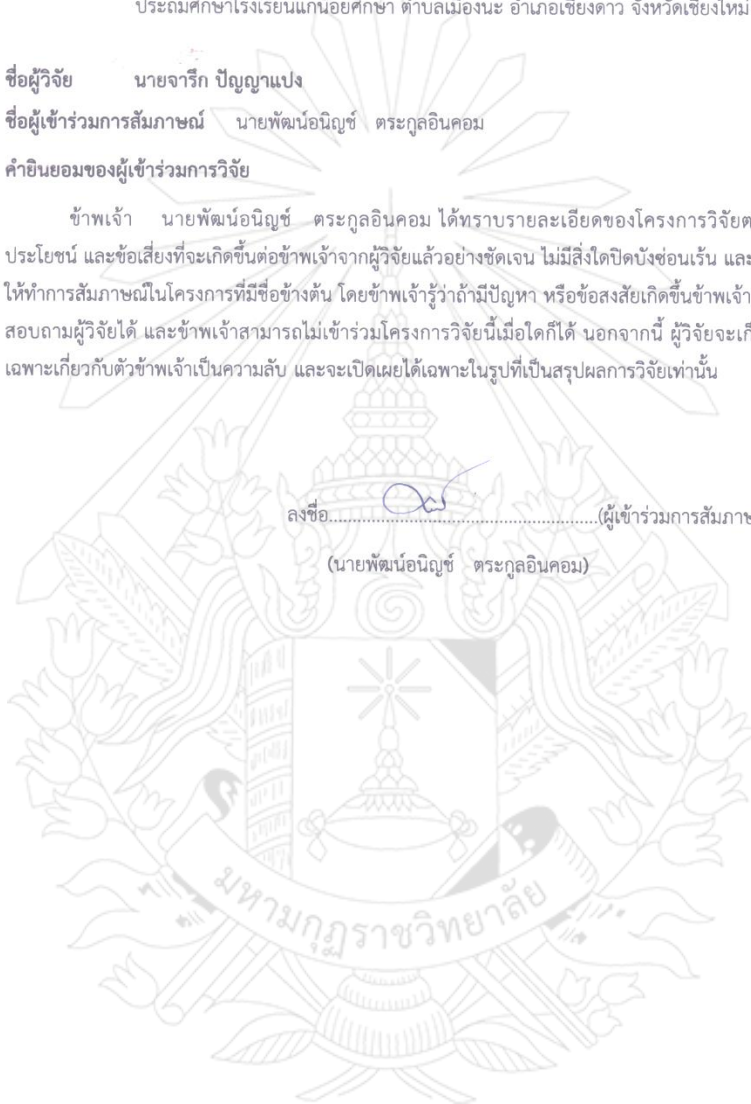 ประถมศึกษาโรงเรียนแกน้อยศึกษา ตำบลเมืองนะ อำเภอเชียงดาว จังหวัดเชียงใหม่
ชื่อผู้วิจัย นายจารึก ปัญญาแปง
ชื่อผู้เข้าร่วมการสัมภาษณ์ นายพัฒน์อนิญช์ ตระกูลอินคอม
คำยินยอมของผู้เข้าร่วมการวิจัย
ข้าพเจ้า นายพัฒน์อนิญช์ ตระกูลอินคอม ได้ทราบรายละเอียดของโครงการวิจัยต
ประโยชน์ และข้อเสี่ยงที่จะเกิดขึ้นต่อข้าพเจ้าจากผู้วิจัยแล้วอย่างชัดเจน ไม่มีสิ่งใดปิดบังซ่อนเร้น และ
ให้ทำการสัมภาษณ์ในโครงการที่มีชื่อข้างต้น โดยข้าพเจ้ารู้ว่าถ้ามีปัญหา หรือข้อสงสัยเกิดขึ้นข้าพเจ้า
สอบถามผู้วิจัยได้ และข้าพเจ้าสามารถไม่เข้าร่วมโครงการวิจัยนี้เมื่อใดก็ได้ นอกจากนี้ ผู้วิจัยจะเก็
เฉพาะเกี่ยวกับตัวข้าพเจ้าเป็นความลับ และจะเปิดเผยได้เฉพาะในรูปที่เป็นสรุปผลการวิจัยเท่านั้น
ลงชื่อ..................................................(ผู้เข้าร่วมการสัมภาษ
(นายพัฒน์อนิญช์ ตระกูลอินคอม)
มหามกุฏราชวิทยาลัย